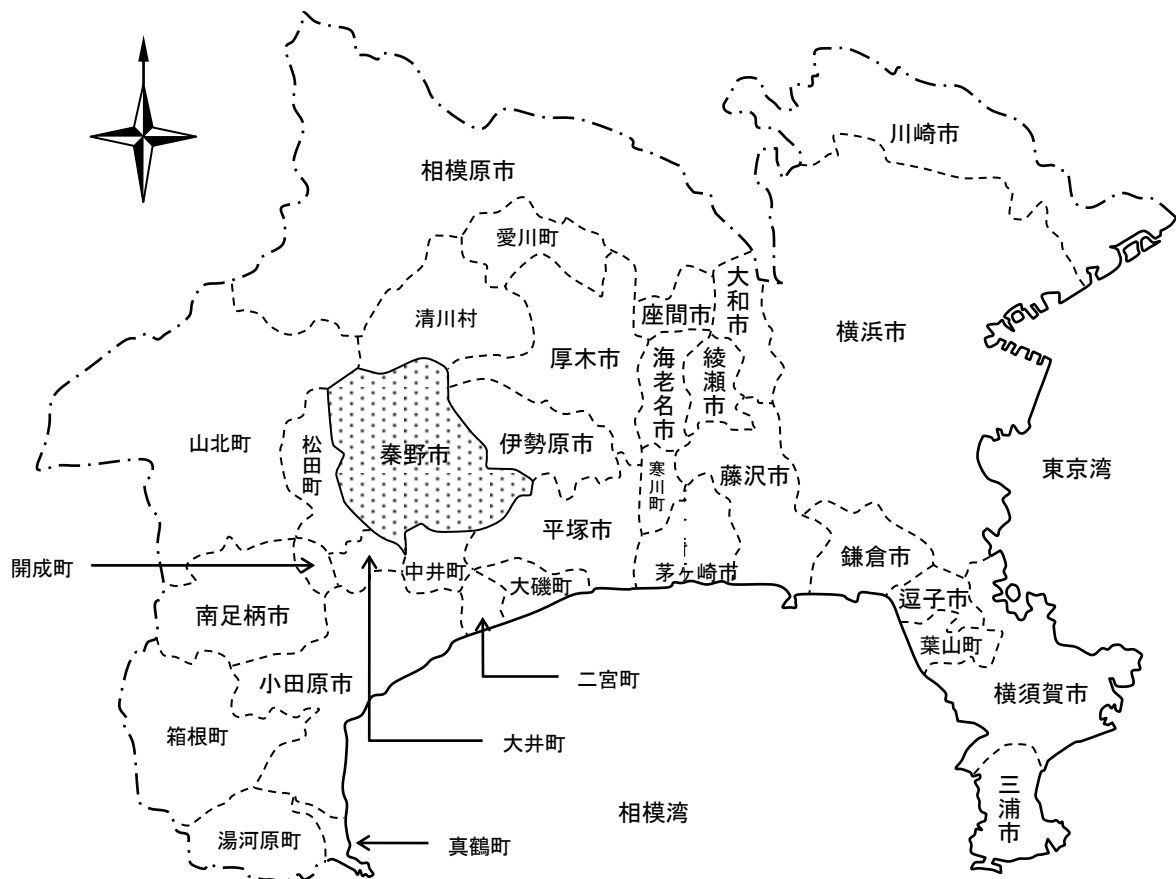 川崎市
相模原市
愛川町
大和市
清川村
座間市
横浜市
厚木市
海老名市
綾瀬市
山北町
松田町
秦野市
伊勢原市
寒川町
藤沢市
東京湾
平塚市
開成町
中井町
大磯町
茅ヶ崎市
鎌倉市
南足柄市
逗子市
葉山町
小田原市
二宮町
横須賀市
箱根町
大井町
三浦市
相模湾
湯河原町
真鶴町